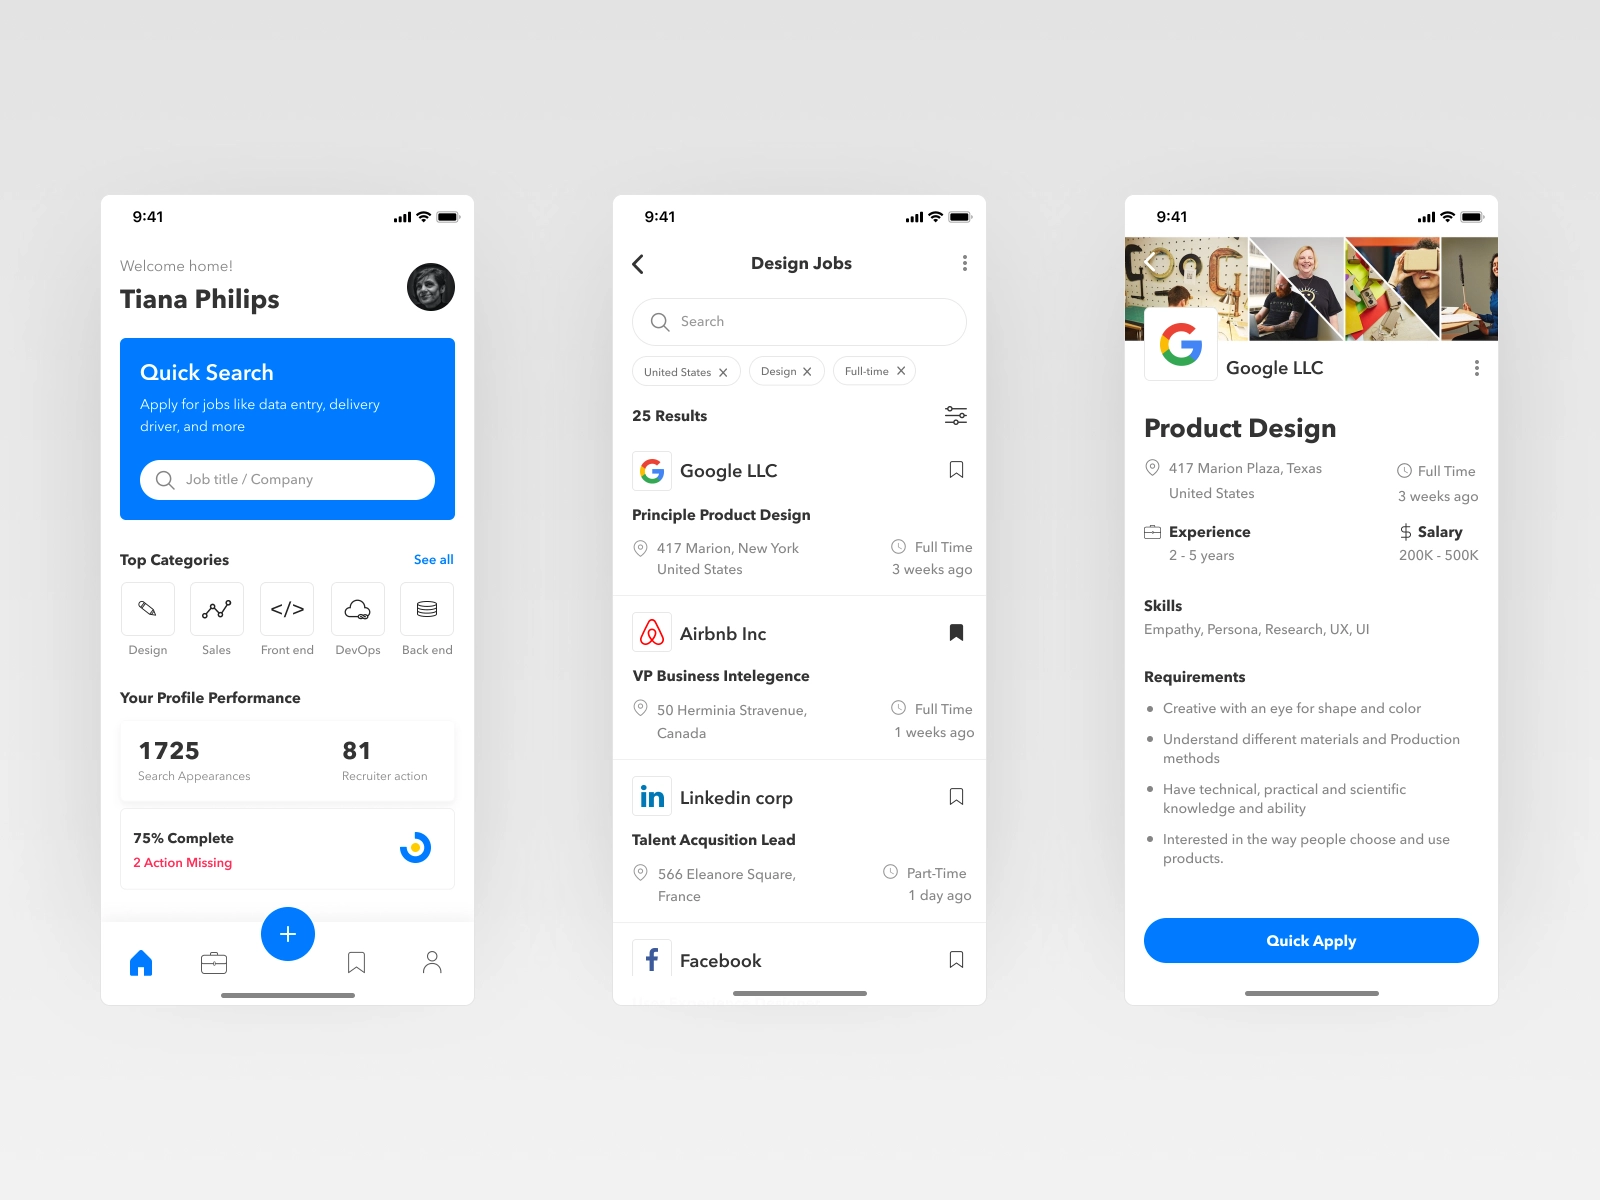 9:41
Welcome home!
Tiana Philips
Quick Search
Apply for jobs like data entry, delivery
driver, and more
Job title / Company
Top Categories
See all
</>
Design
Sales
Front end
DevOps
Back end
Your Profile Performance
1725
81
Search Appearances
Recruiter action
75% Complete
2 Action Missing
9:41
Design Jobs
Search
United States
Design
Full-time
25 Results
Google LLC
Principle Product Design
417 Marion, New York
United States
Full Time
3 weeks ago
Airbnb Inc
VP Business Intelegence
50 Herminia Stravenue,
Canada
Full Time
1 weeks ago
in
Linkedin corp
Talent Acqusition Lead
566 Eleanore Square,
France
Part-Time
1 day ago
f
Facebook
9:41
G
Google LLC
Product Design
417 Marion Plaza, Texas
United States
Full Time
3 weeks ago
Experience
2 - 5 years
$ Salary
200K - 500K
Skills
Empathy, Persona, Research, UX, UI
Requirements
Creative with an eye for shape and color
Understand different materials and Production
methods
Have technical, practical and scientific
knowledge and ability
Interested in the way people choose and use
products.
Quick Apply